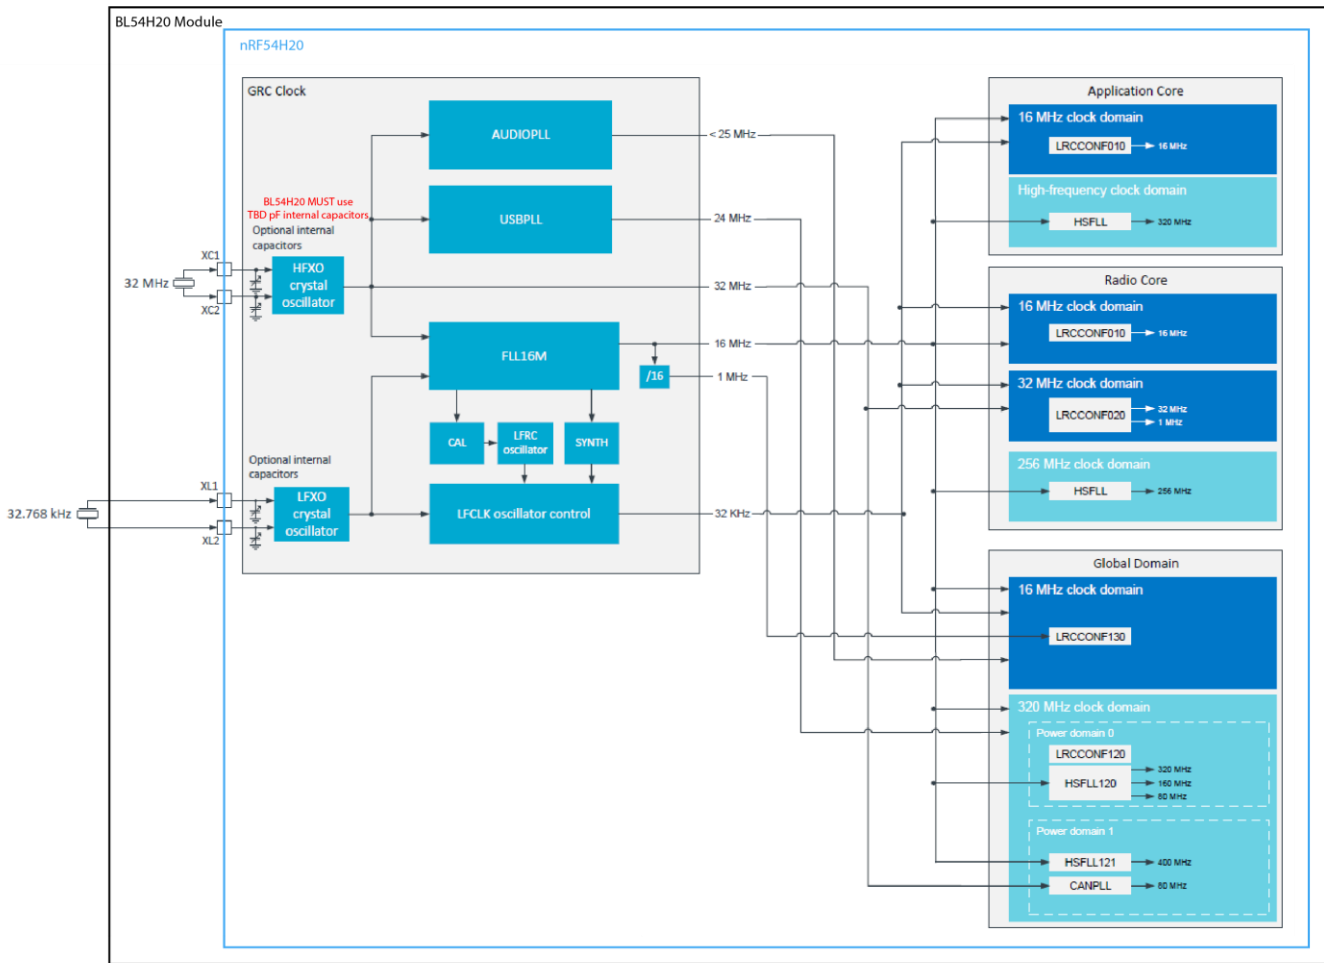 BL54H20 Module
nRF54H20
GRC Clock
AUDIOPLL
< 25 MHz
BL54H20 MUST use
TBD pF internal capacitors
Optional internal
capacitors
USBPLL
24 MHz
XC1
32 MHz
XC2
HFXO
crystal
oscillator
32 MHz
FLL16M
16 MHz
/16
1 MHz
CAL
LFRC
oscillator
SYNTH
Optional internal
capacitors
XL1
32.768 kHz
XL2
LFXO
crystal
oscillator
LFCLK oscillator control
32 KHz
Application Core
16 MHz clock domain
LRCCONF010
16 MHz
High-frequency clock domain
HSFLL
320 MHz
Radio Core
16 MHz clock domain
LRCCONF010
16 MHz
32 MHz clock domain
LRCCONF020
32 MHz
1 MHz
256 MHz clock domain
HSFLL
256 MHz
Global Domain
16 MHz clock domain
LRCCONF130
320 MHz clock domain
Power domain 0
LRCCONF120
HSFLL120
320 MHz
160 MHz
80 MHz
Power domain 1
HSFLL121
400 MHz
CANPLL
80 MHz